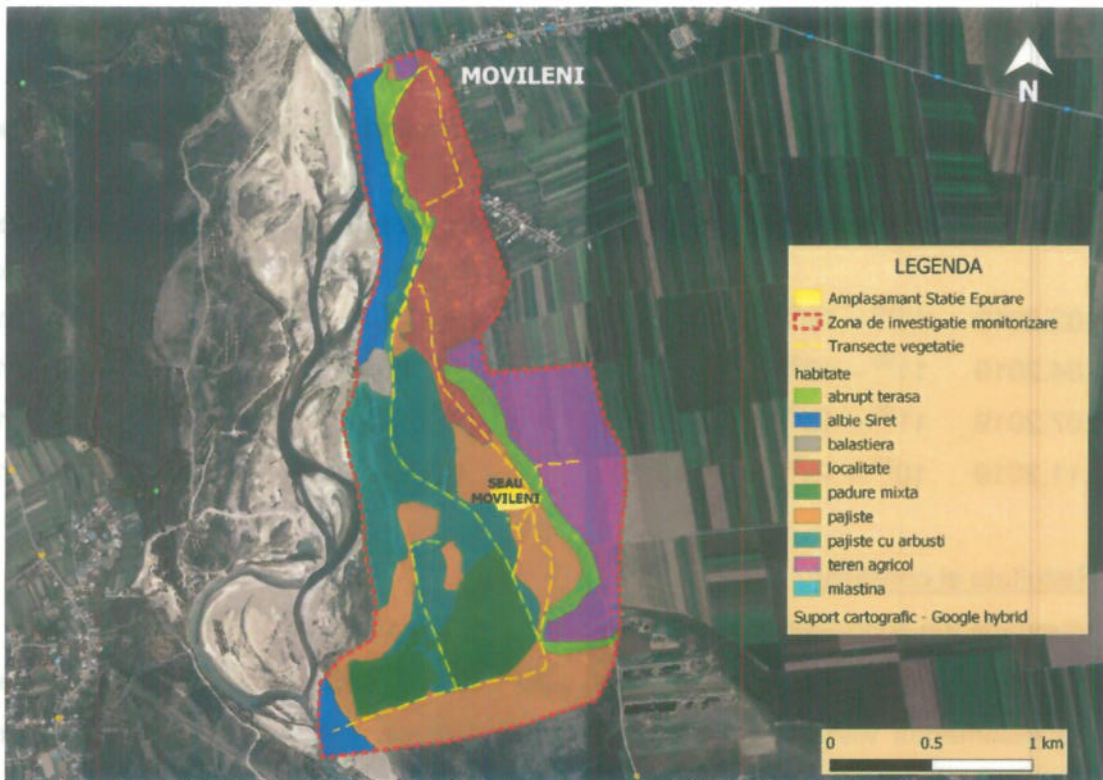 MOVILENI
N
SEAU
MOVILENI
LEGENDA
Amplasamant Statie Epurare
Zona de investigatie monitorizare
Transecte vegetatie
habitate
abrupt terasa
albie Siret
balastiera
localitate
padure mixta
pajiste
pajiste cu arbusti
teren agricol
mlastina
Suport cartografic - Google hybrid
0 0.5 1 km